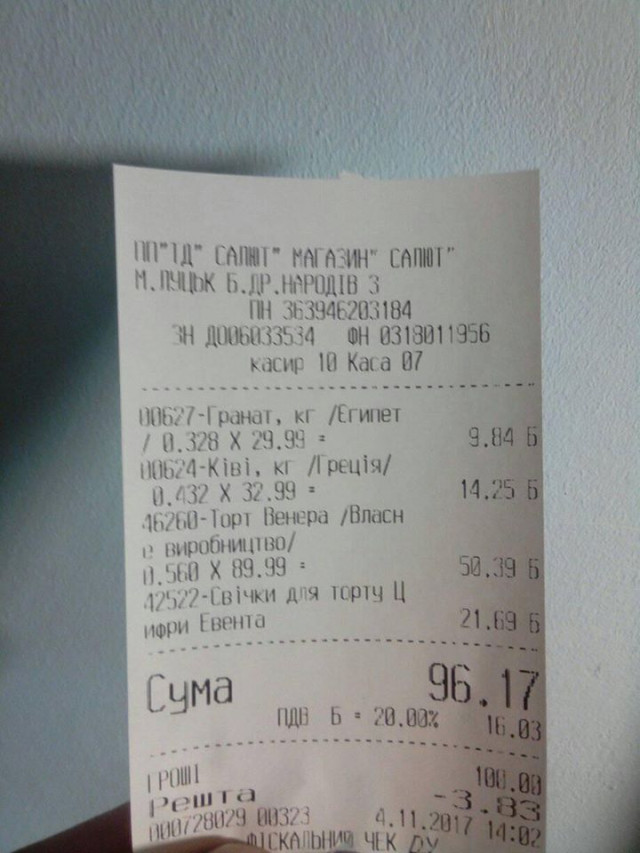 ПП"ТД" САЛЮТ" МАГАЗИН" САЛЮТ"
М.ЛУЦЬК Б.ДР.НАРОДІВ 3
ПН 363946203184
ЗН ДО06033534 ФН 0318011956
касир 10 Каса 07
00627-Гранат, кг /Египет
/ 0.328 X 29.99 = 9.84 Б
00624-Ківі, кг /Греція/
0.432 X 32.99 = 14.25 Б
46260-Торт Венера /Власн
е виробництво/
0.560 X 89.99 = 50.39 Б
42522-Свічки для торту Ц
ифри Евента 21.69 Б
Сума 96.17
ПДВ Б = 20.00% 16.03
ГРОШІ 100.00
Решта -3.83
000728029 00323 4.11.2017 14:02
ФІСКАЛЬНИЙ ЧЕК